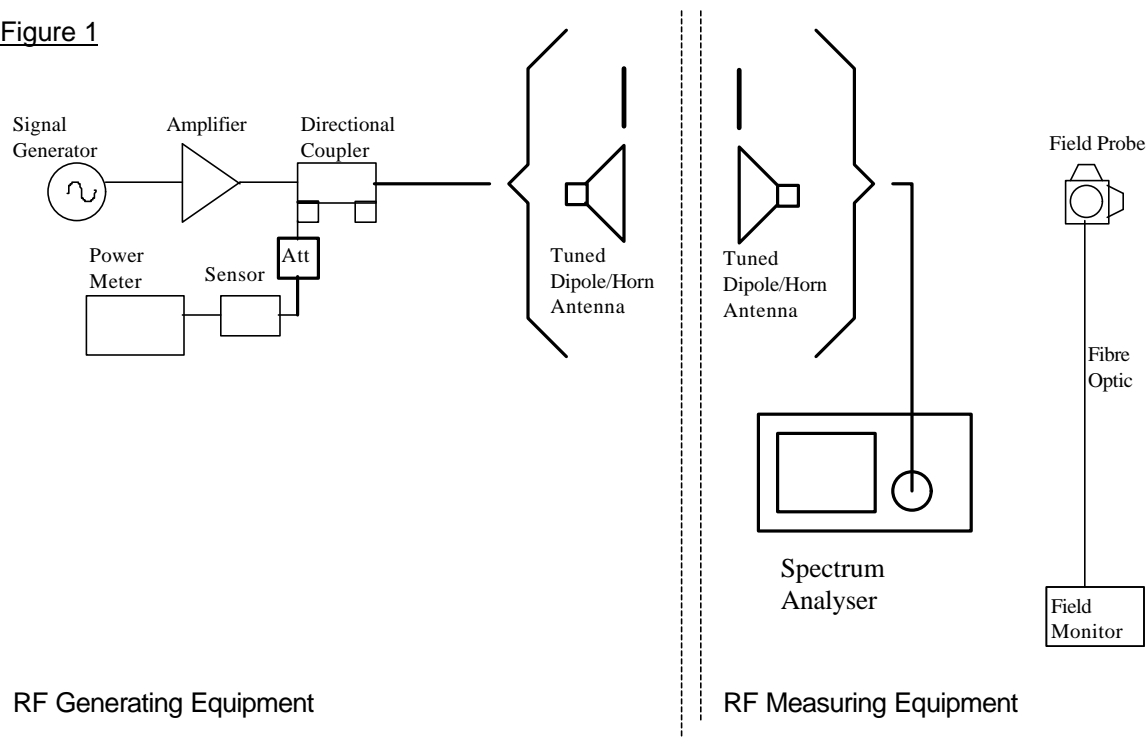 Figure 1
Signal
Generator
Amplifier
Directional
Coupler
Att
Power
Meter
Sensor
Tuned
Dipole/Horn
Antenna
Tuned
Dipole/Horn
Antenna
Field Probe
Fibre
Optic
Spectrum
Analyser
Field
Monitor
RF Generating Equipment
RF Measuring Equipment